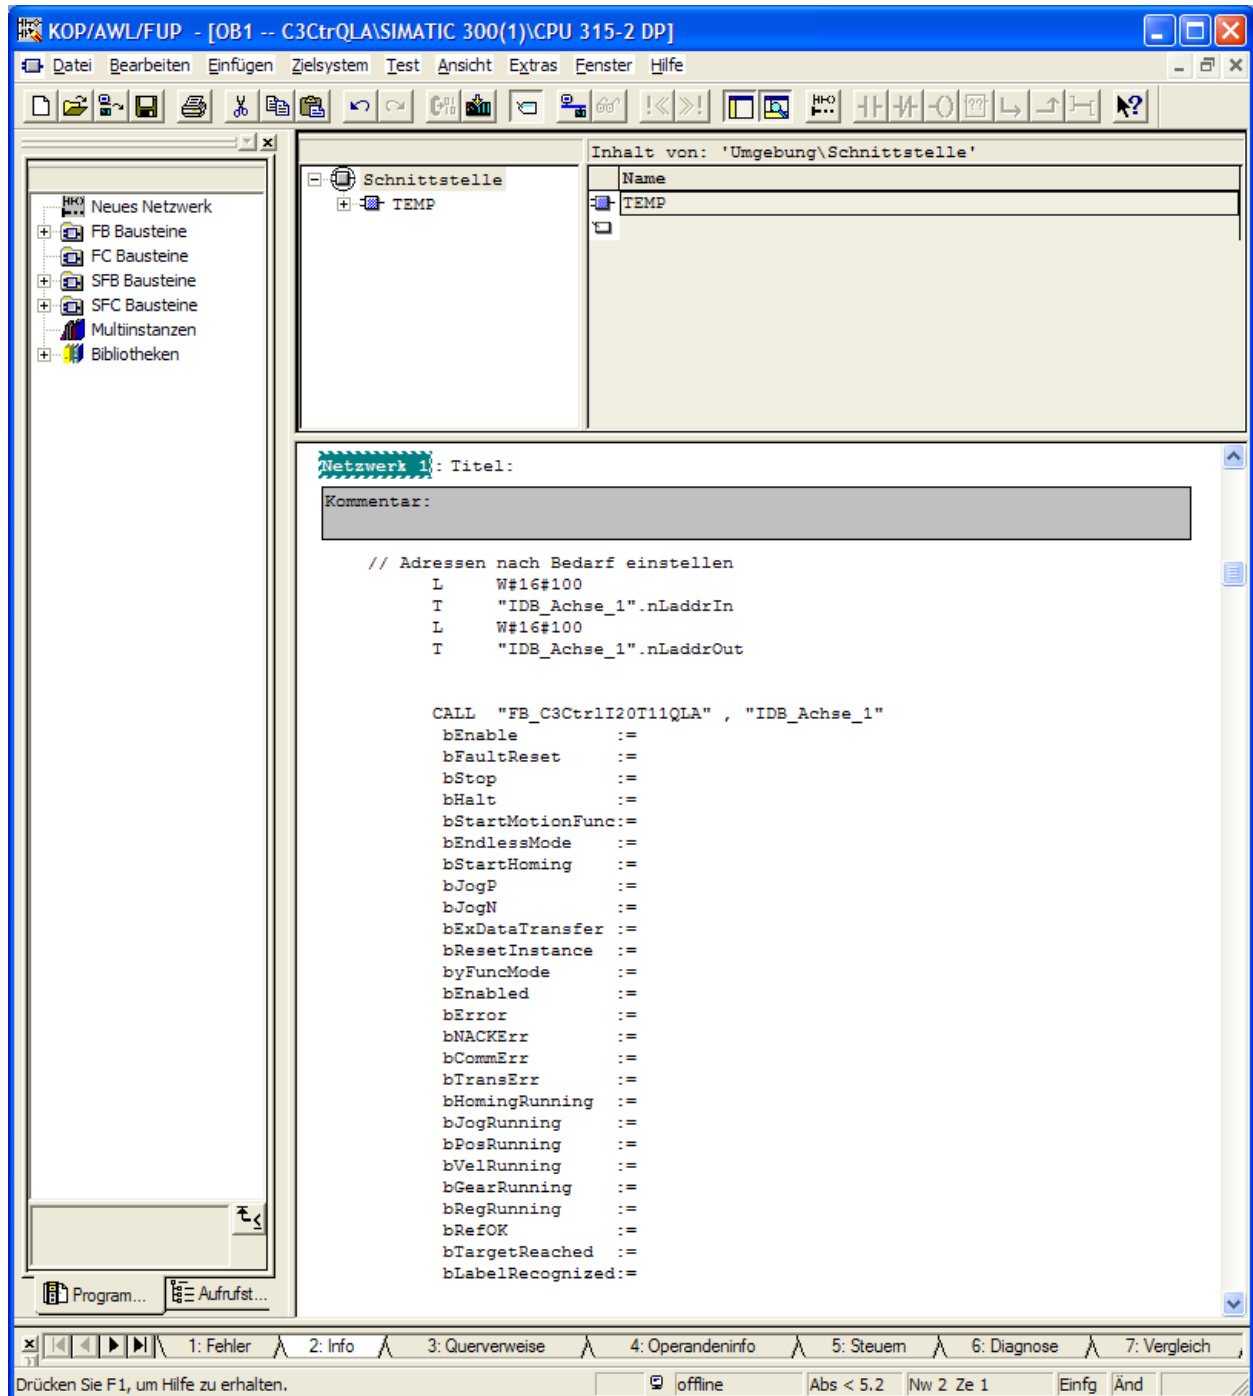 KOP/AWL/FUP - [OB1 -- C3CtrQLA\SIMATIC 300(1)\CPU 315-2 DP]
Datei Bearbeiten Einfügen Zielsystem Test Ansicht Extras Fenster Hilfe
Neues Netzwerk
FB Bausteine
FC Bausteine
SFB Bausteine
SFC Bausteine
Multiinstanzen
Bibliotheken
Program...
Aufrufst...
Schnittstelle
TEMP
Inhalt von: 'Umgebung\Schnittstelle'
Name
TEMP
Netzwerk 1: Titel:
Kommentar:
// Adressen nach Bedarf einstellen
L W#16#100
T "IDB_Achse_1".nLaddrIn
L W#16#100
T "IDB_Achse_1".nLaddrOut
CALL "FB_C3CtrlI20T11QLA" , "IDB_Achse_1"
bEnable :=
bFaultReset :=
bStop :=
bHalt :=
bStartMotionFunc:=
bEndlessMode :=
bStartHoming :=
bJogP :=
bJogN :=
bExDataTransfer :=
bResetInstance :=
byFuncMode :=
bEnabled :=
bError :=
bNACKErr :=
bCommErr :=
bTransErr :=
bHomingRunning :=
bJogRunning :=
bPosRunning :=
bVelRunning :=
bGearRunning :=
bRegRunning :=
bRefOK :=
bTargetReached :=
bLabelRecognized:=
1: Fehler 2: Info 3: Querverweise 4: Operandeninfo 5: Steuern 6: Diagnose 7: Vergleich
Drücken Sie F1, um Hilfe zu erhalten. offline Abs < 5.2 Nw 2 Ze 1 Einfg Änd